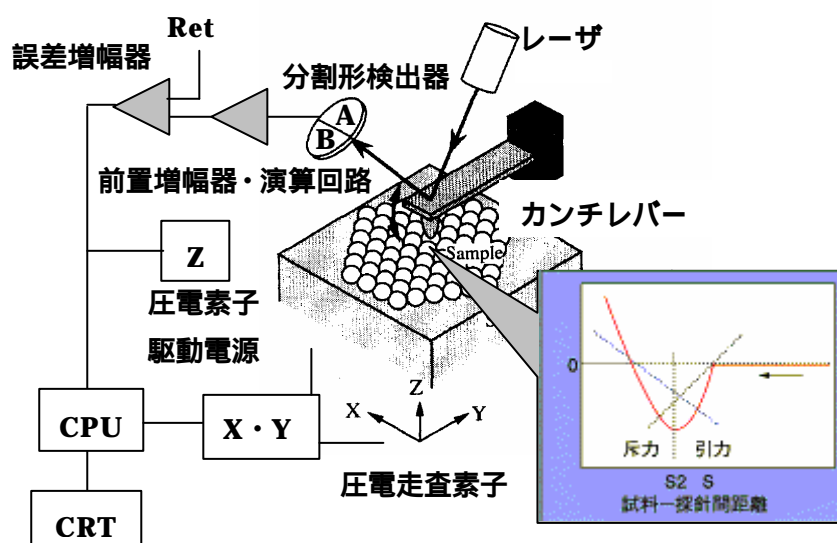 Ret
レーザ
誤差増幅器
分割形検出器
A
B
前置増幅器・演算回路
カンチレバー
Sample
Z
圧電素子
駆動電源
CPU
X・Y
X
Z
Y
圧電走査素子
CRT
0
斥力 引力
S2 S
試料－探針間距離